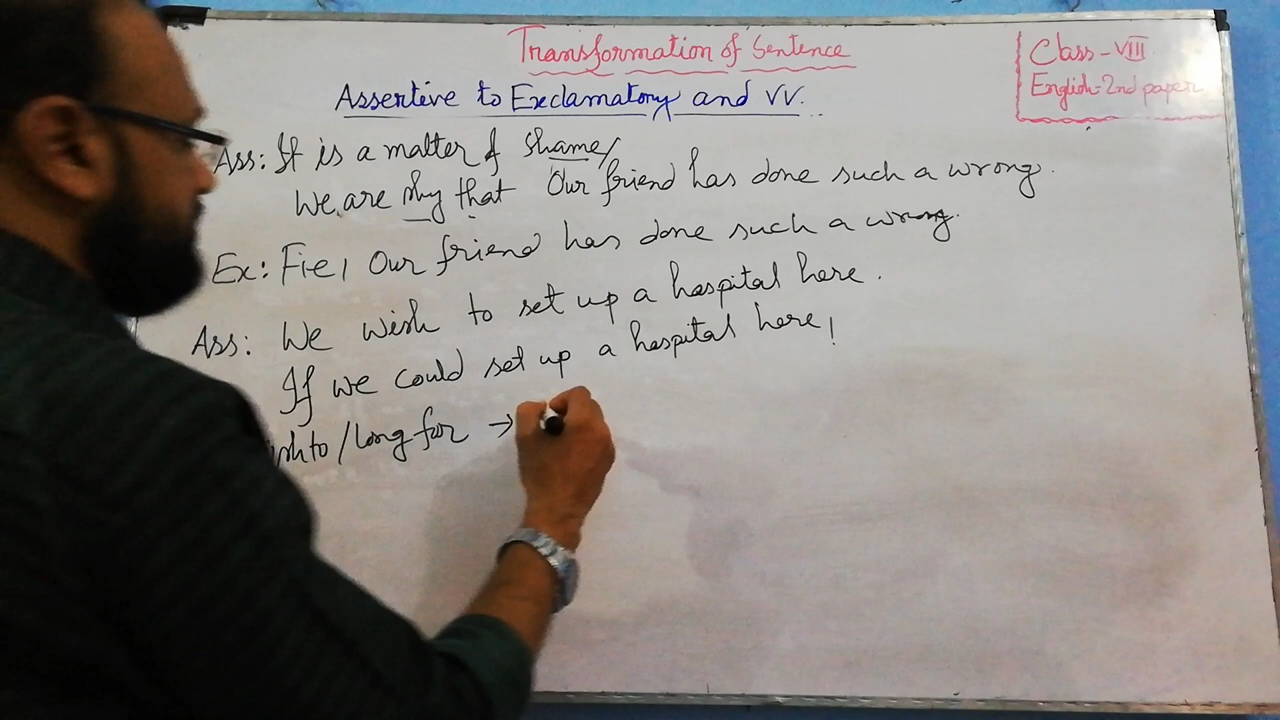 Transformation of Sentence
Class-VIII
English-2nd paper
Assertive to Exclamatory and VV.
Ass: It is a matter of shame/
We are shy that Our friend has done such a wrong.
Ex: Fie, Our friend has done such a wrong.
Ass: We wish to set up a hospital here.
If we could set up a hospital here!
to/long for →